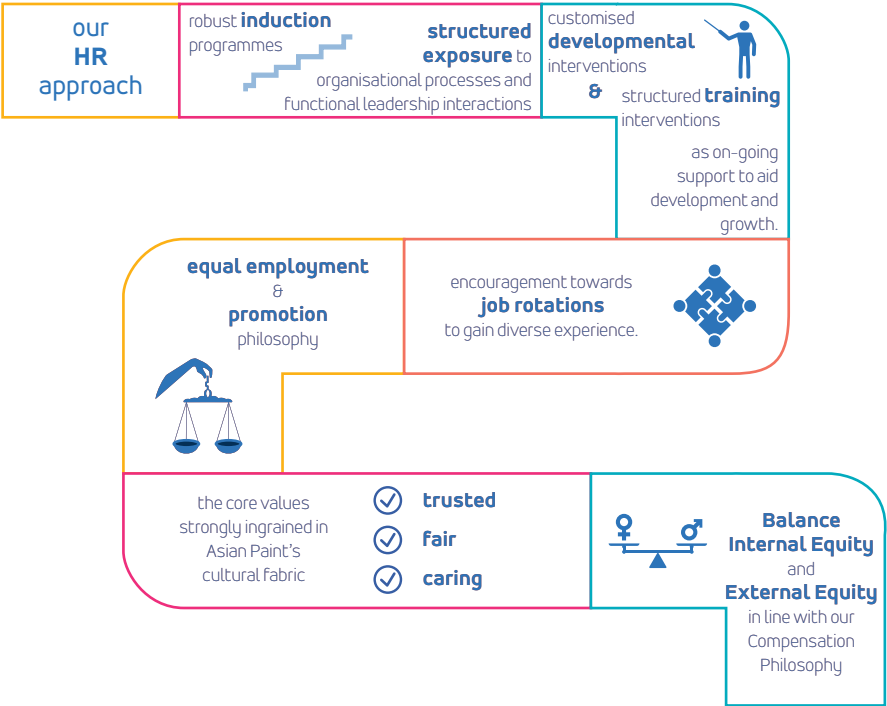 our
HR
approach
robust induction
programmes
structured
exposure to
organisational processes and
functional leadership interactions
customised
developmental
interventions
&
structured training
interventions
as on-going
support to aid
development and
growth.
encouragement towards
job rotations
to gain diverse experience.
equal employment
&
promotion
philosophy
the core values
strongly ingrained in
Asian Paint's
cultural fabric
trusted
fair
caring
Balance
Internal Equity
and
External Equity
in line with our
Compensation
Philosophy